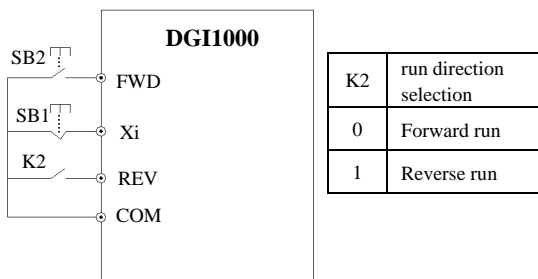 DGI1000
SB2
FWD
SB1
Xi
K2
REV
COM
K2 run direction
selection
0 Forward run
1 Reverse run